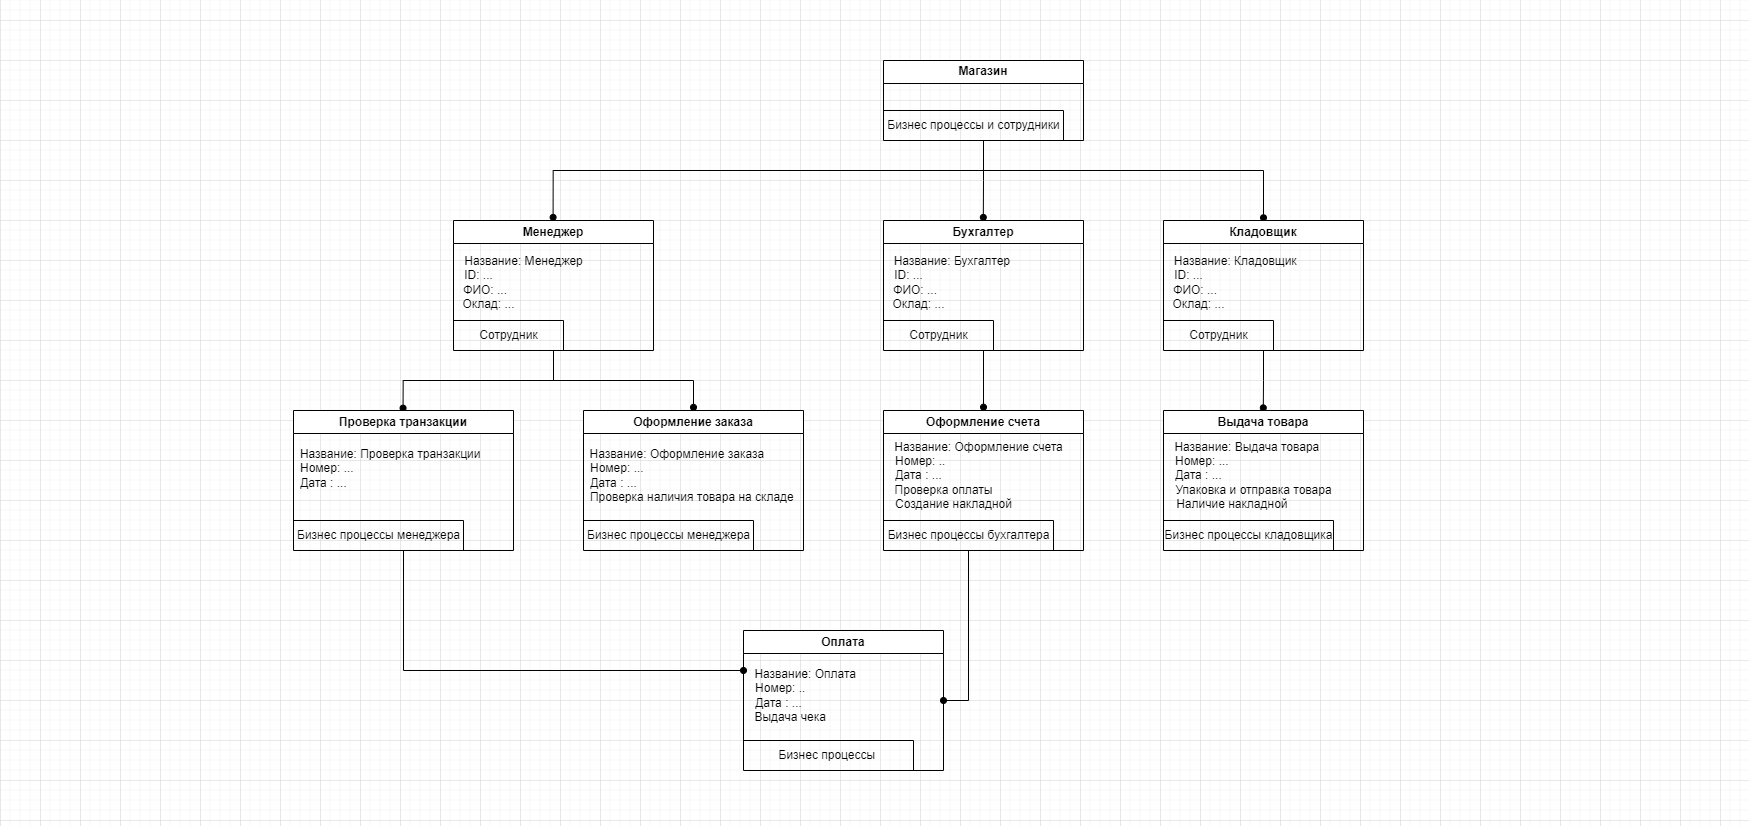 Магазин
Бизнес процессы и сотрудники
Менеджер
Название: Менеджер
ID: ...
ФИО: ...
Оклад: ...
Сотрудник
Бухгалтер
Название: Бухгалтер
ID: ...
ФИО: ...
Оклад: ...
Сотрудник
Кладовщик
Название: Кладовщик
ID: ...
ФИО: ...
Оклад: ...
Сотрудник
Проверка транзакции
Название: Проверка транзакции
Номер: ...
Дата : ...
Бизнес процессы менеджера
Оформление заказа
Название: Оформление заказа
Номер: ...
Дата : ...
Проверка наличия товара на складе
Бизнес процессы менеджера
Оформление счета
Название: Оформление счета
Номер: ..
Дата : ...
Проверка оплаты
Создание накладной
Бизнес процессы бухгалтера
Выдача товара
Название: Выдача товара
Номер: ...
Дата : ...
Упаковка и отправка товара
Наличие накладной
Бизнес процессы кладовщика
Оплата
Название: Оплата
Номер: ..
Дата : ...
Выдача чека
Бизнес процессы